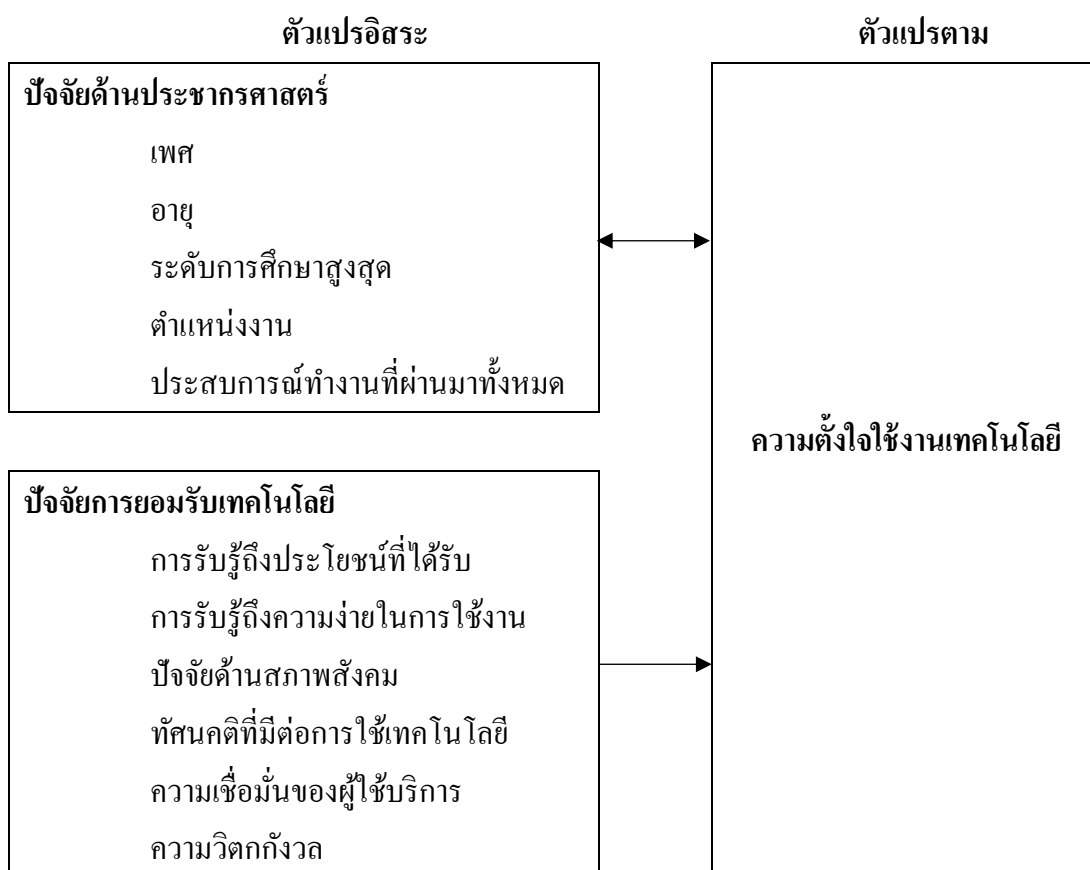 ตัวแปรอิสระ
ตัวแปรตาม
ปัจจัยด้านประชากรศาสตร์
เพศ
อายุ
ระดับการศึกษาสูงสุด
ตำแหน่งงาน
ประสบการณ์ทำงานที่ผ่านมาทั้งหมด
ปัจจัยการยอมรับเทคโนโลยี
การรับรู้ถึงประโยชน์ที่ได้รับ
การรับรู้ถึงความง่ายในการใช้งาน
ปัจจัยด้านสภาพสังคม
ทัศนคติที่มีต่อการใช้เทคโนโลยี
ความเชื่อมั่นของผู้ใช้บริการ
ความวิตกกังวล
ความตั้งใจใช้งานเทคโนโลยี